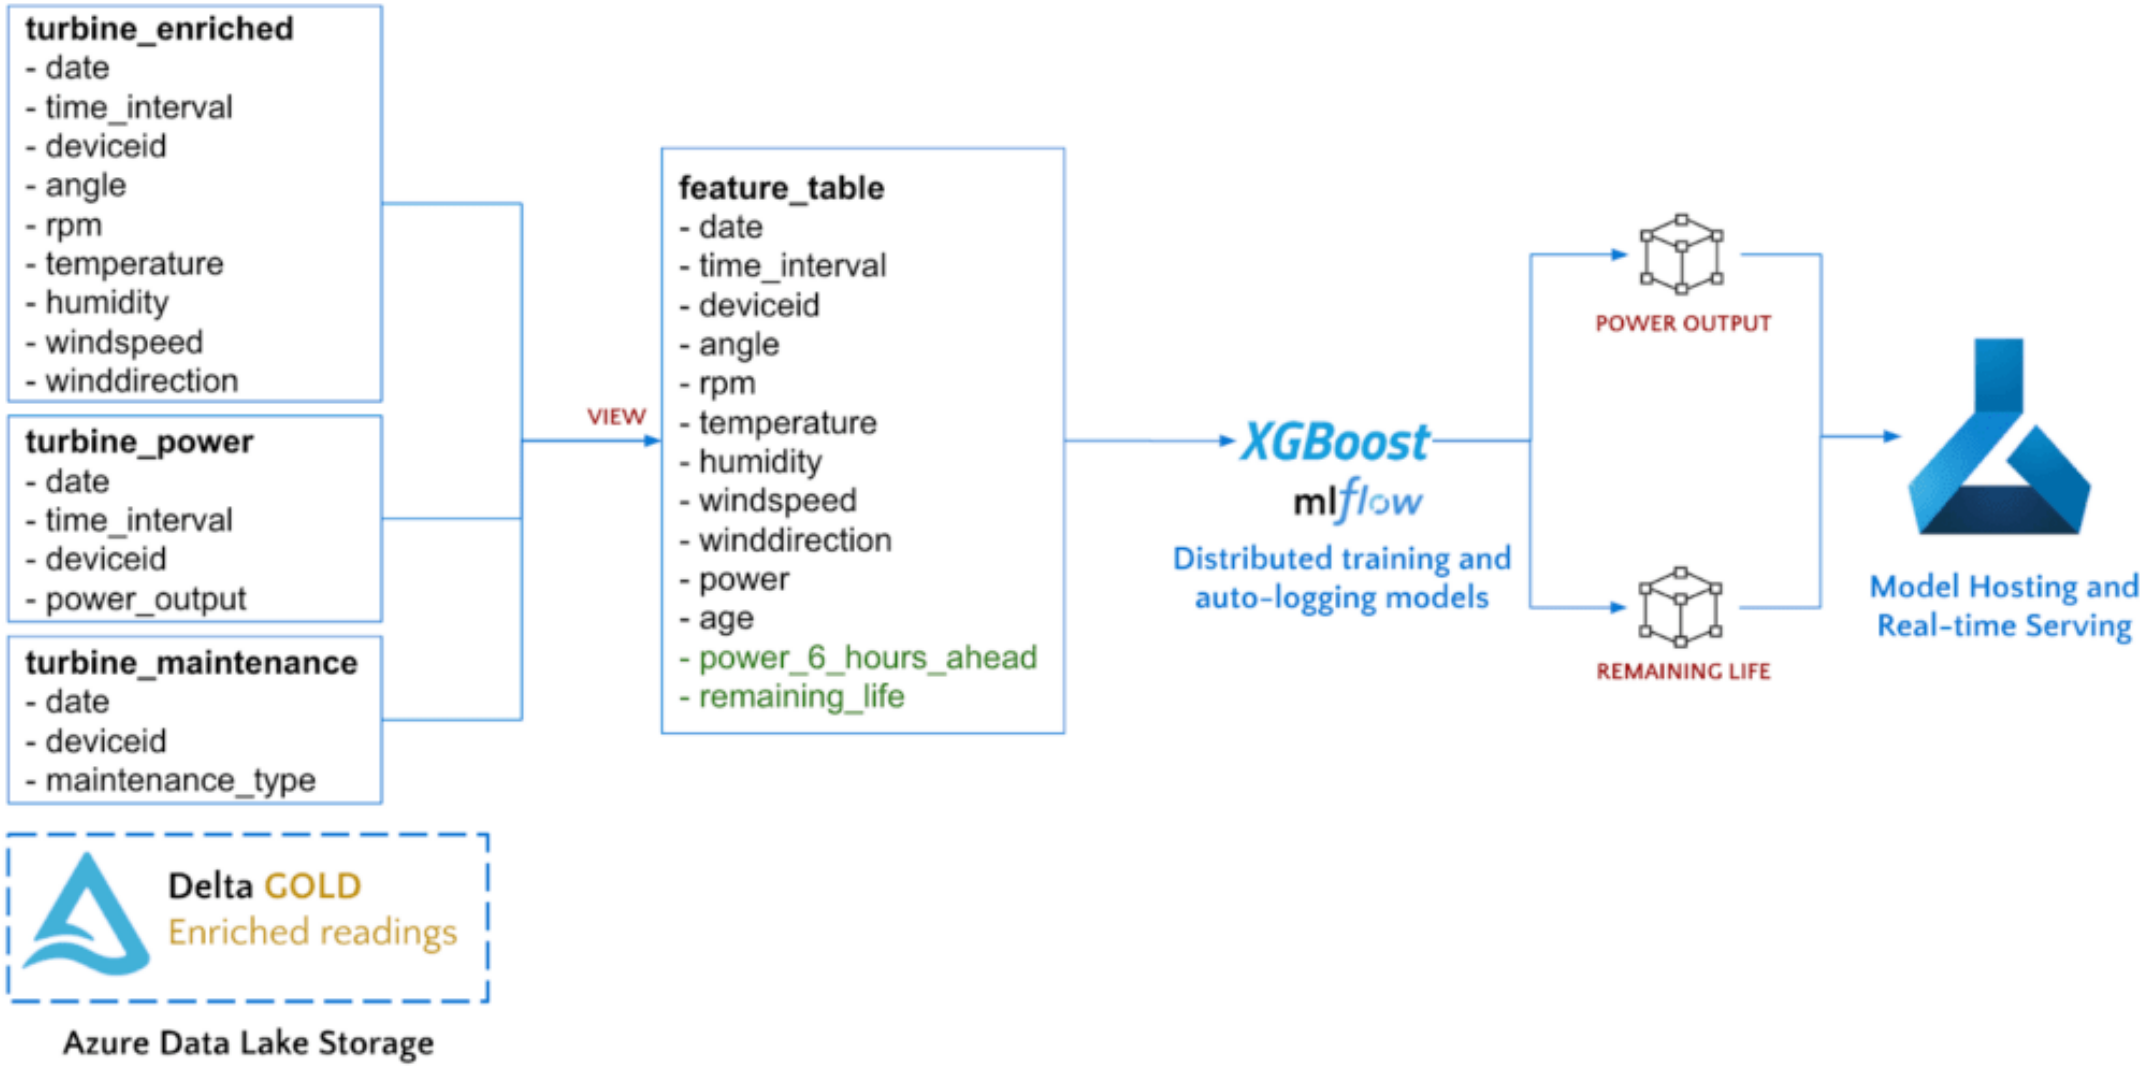 turbine_enriched
- date
- time_interval
- deviceid
- angle
- rpm
- temperature
- humidity
- windspeed
- winddirection
turbine_power
- date
- time_interval
- deviceid
- power_output
turbine_maintenance
- date
- deviceid
- maintenance_type
Delta GOLD
Enriched readings
Azure Data Lake Storage
VIEW
feature_table
- date
- time_interval
- deviceid
- angle
- rpm
- temperature
- humidity
- windspeed
- winddirection
- power
- age
- power_6_hours_ahead
- remaining_life
XGBoost
mlflow
Distributed training and
auto-logging models
POWER OUTPUT
REMAINING LIFE
Model Hosting and
Real-time Serving